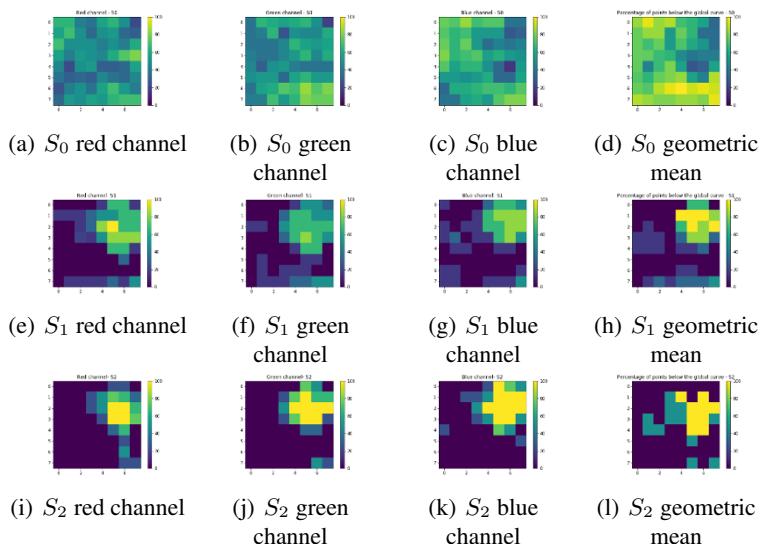 Red channel - S0
Green channel - S0
Blue channel - S0
Percentage of points below the global curve - S0
(a) S0 red channel
(b) S0 green channel
(c) S0 blue channel
(d) S0 geometric mean
Red channel - S1
Green channel - S1
Blue channel - S1
Percentage of points below the global curve - S1
(e) S1 red channel
(f) S1 green channel
(g) S1 blue channel
(h) S1 geometric mean
Red channel- S2
Green channel- S2
Blue channel- S2
Percentage of points below the global curve - S2
(i) S2 red channel
(j) S2 green channel
(k) S2 blue channel
(l) S2 geometric mean